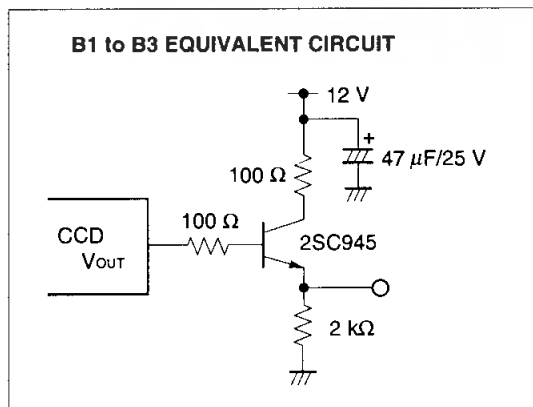 B1 to B3 EQUIVALENT CIRCUIT
12 V
+
47 μF/25 V
100 Ω
100 Ω
CCD
VOUT
2SC945
2 kΩ